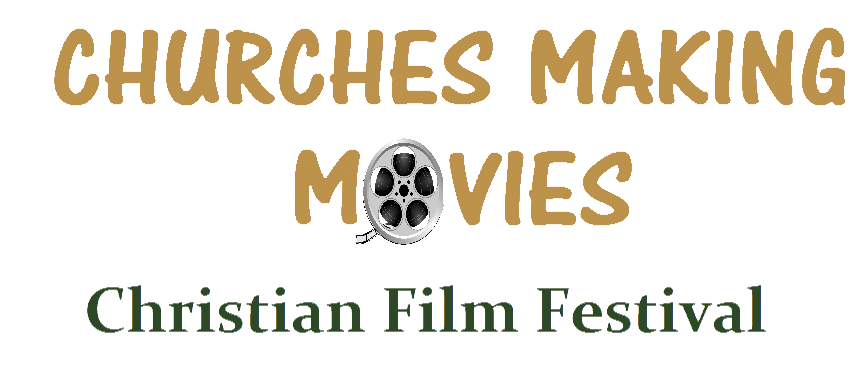 CHURCHES MAKING
MOVIES
Christian Film Festival